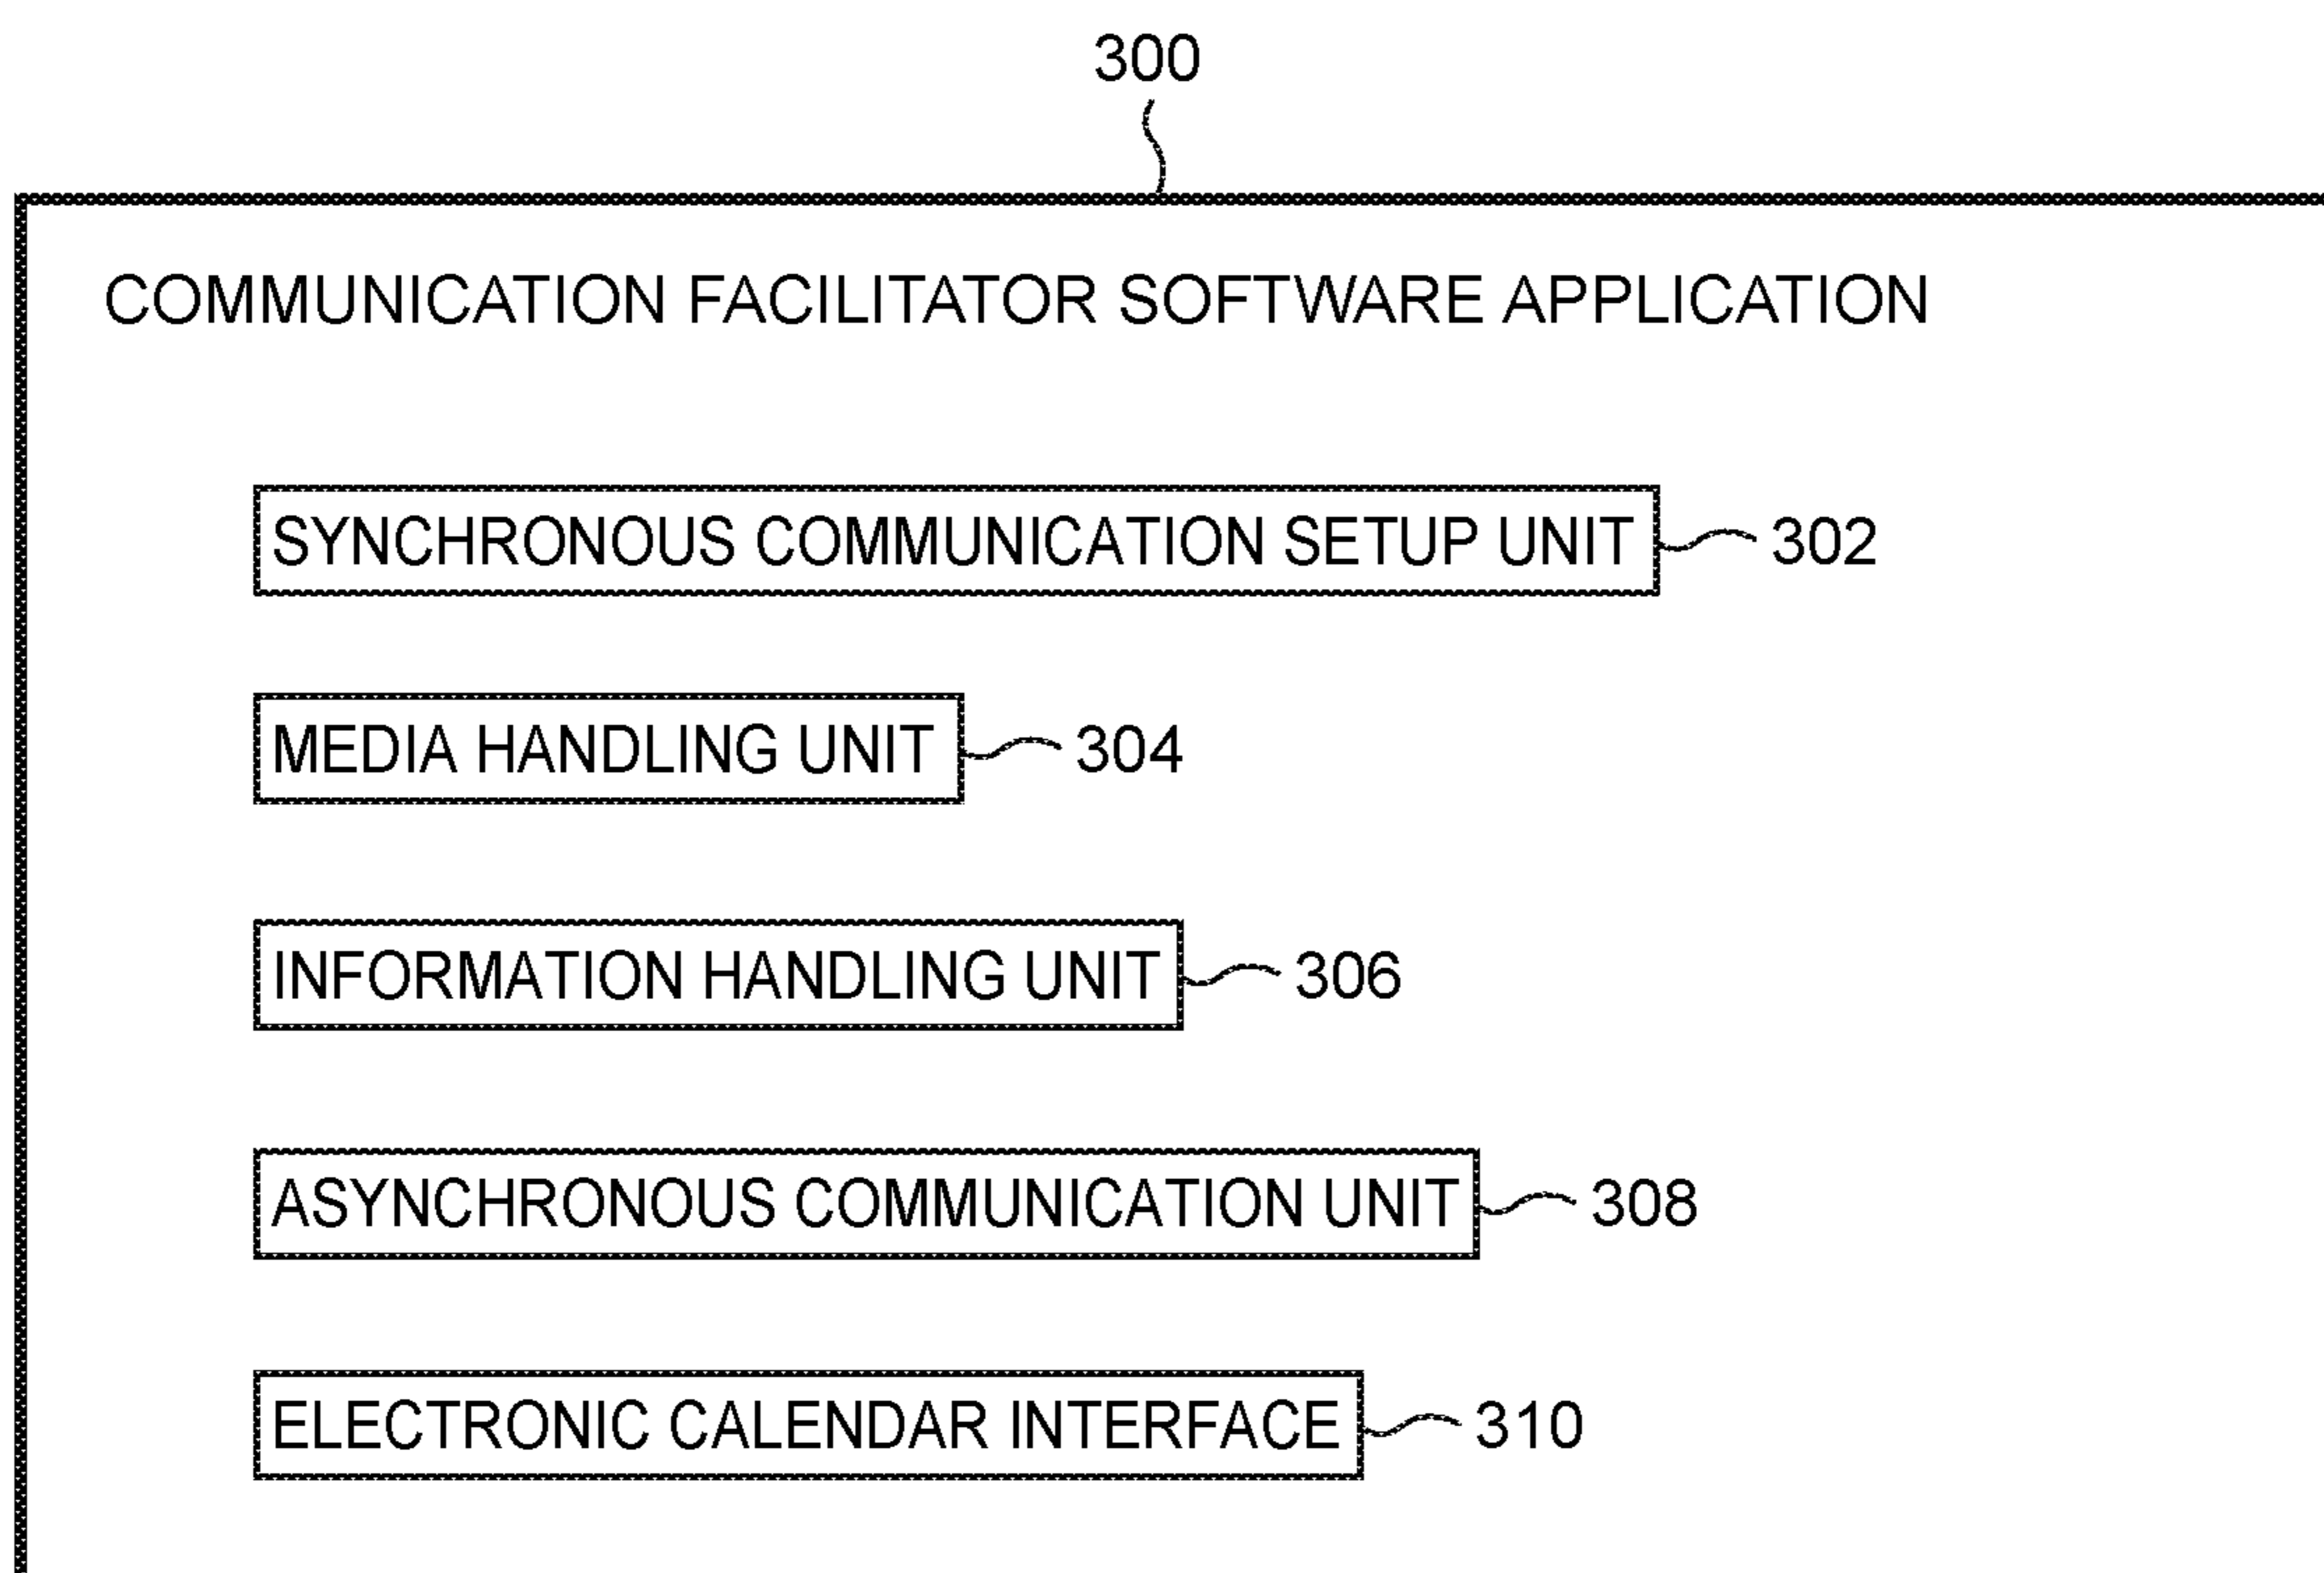 300
COMMUNICATION FACILITATOR SOFTWARE APPLICATION
SYNCHRONOUS COMMUNICATION SETUP UNIT 302
MEDIA HANDLING UNIT 304
INFORMATION HANDLING UNIT 306
ASYNCHRONOUS COMMUNICATION UNIT 308
ELECTRONIC CALENDAR INTERFACE 310